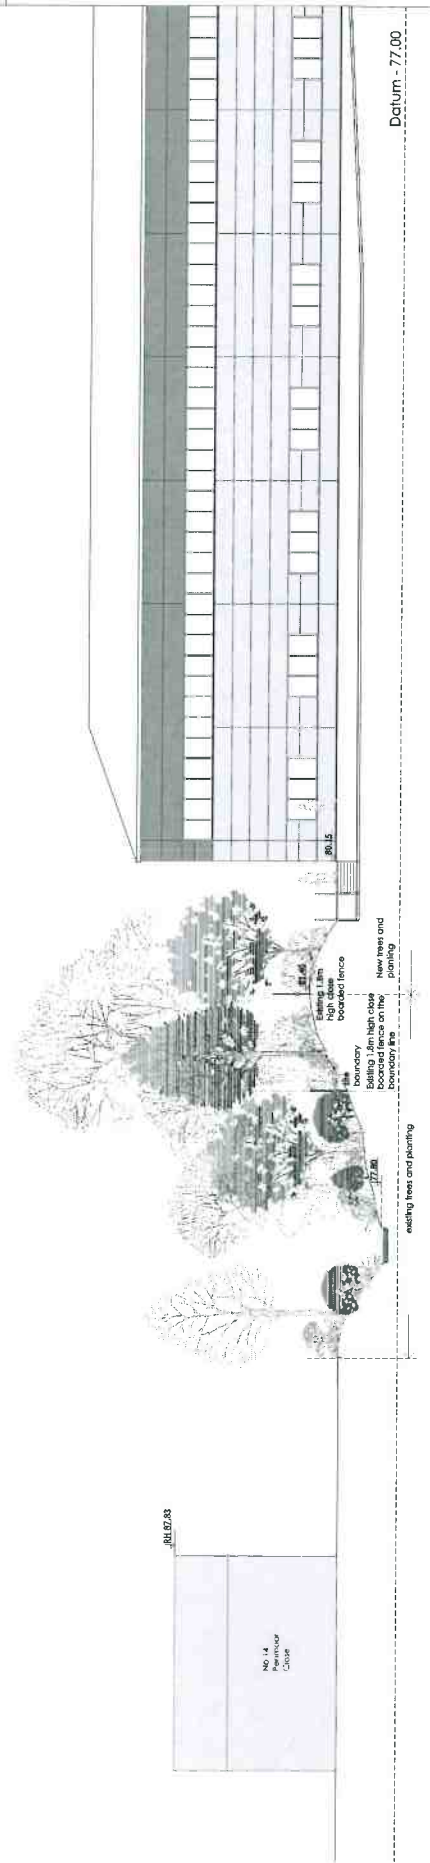 RH 87.83
No 14
Penmoor
Close
existing trees and planting
77.80
the
boundary
Existing 1.8m high close
boarded fence on the
boundary line
Existing 1.8m
high close
boarded fence
New trees and
planting
80.15
Datum - 77.00